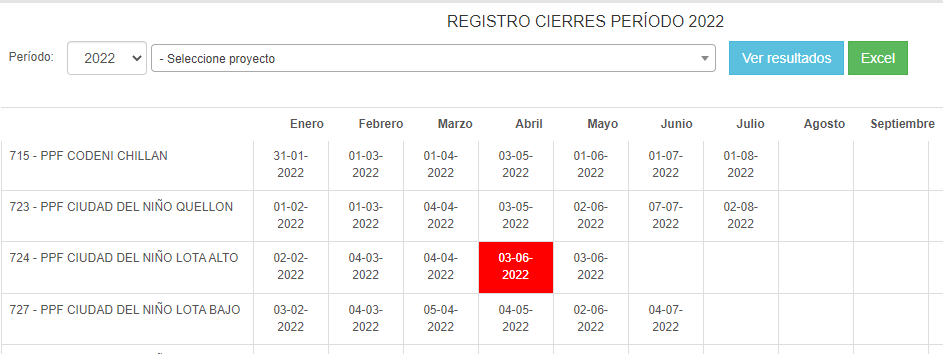 REGISTRO CIERRES PERÍODO 2022
Período: 2022 - Seleccione proyecto Ver resultados Excel
Enero Febrero Marzo Abril Mayo Junio Julio Agosto Septiembre
715 - PPF CODENI CHILLAN 31-01- 01-03- 01-04- 03-05- 01-06- 01-07- 01-08-
2022 2022 2022 2022 2022 2022 2022
723 - PPF CIUDAD DEL NIÑO QUELLON 01-02- 01-03- 04-04- 03-05- 02-06- 07-07- 02-08-
2022 2022 2022 2022 2022 2022 2022
724 - PPF CIUDAD DEL NIÑO LOTA ALTO 02-02- 04-03- 04-04- 03-06- 03-06-
2022 2022 2022 2022 2022
727 - PPF CIUDAD DEL NIÑO LOTA BAJO 03-02- 04-03- 05-04- 04-05- 02-06- 04-07-
2022 2022 2022 2022 2022 2022